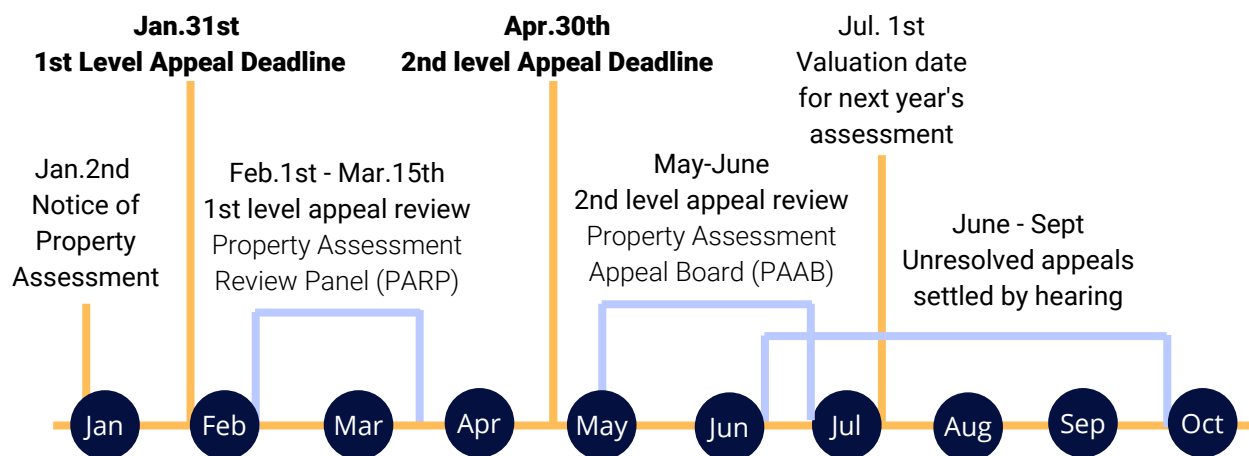 Jan.31st
1st Level Appeal Deadline
Apr.30th
2nd level Appeal Deadline
Jul. 1st
Valuation date
for next year's
assessment
Jan.2nd
Notice of
Property
Assessment
Feb.1st - Mar.15th
1st level appeal review
Property Assessment
Review Panel (PARP)
May-June
2nd level appeal review
Property Assessment
Appeal Board (PAAB)
June - Sept
Unresolved appeals
settled by hearing
Jan
Feb
Mar
Apr
May
Jun
Jul
Aug
Sep
Oct